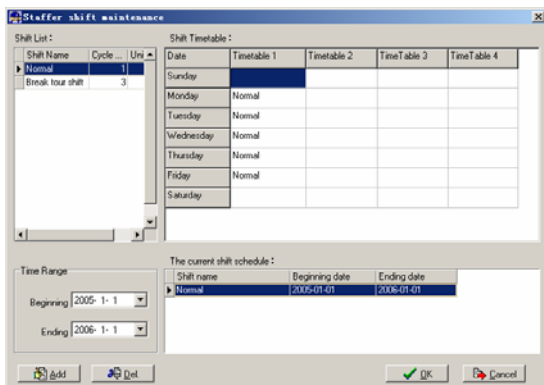 Staffer shift maintenance
Shift List：
Shift Name Cycle ... Uni
Normal 1
Break tour shift 3
Shift Timetable：
Date Timetable 1 Timetable 2 TimeTable 3 TimeTable 4
Sunday
Monday Normal
Tuesday Normal
Wednesday Normal
Thursday Normal
Friday Normal
Saturday
Time Range
Beginning 2005- 1- 1
Ending 2006- 1- 1
The current shift schedule：
Shift name Beginning date Ending date
Normal 2005-01-01 2006-01-01
Add Del OK Cancel